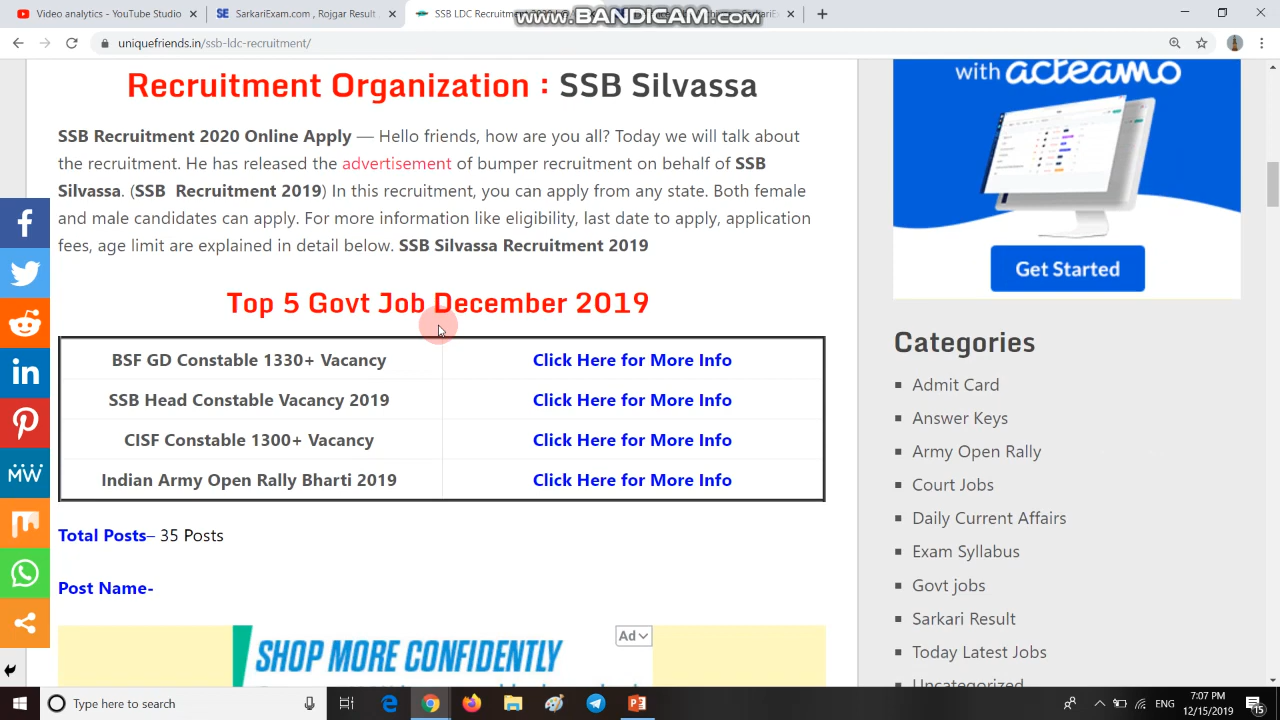 Video analytics - YouTube Studio
SarkariExam.com , Rojgar Result
SSB LDC Recruitment
www.BANDICAM.com
uniquefriends.in/ssb-ldc-recruitment/
Recruitment Organization : SSB Silvassa
SSB Recruitment 2020 Online Apply — Hello friends, how are you all? Today we will talk about
the recruitment. He has released the advertisement of bumper recruitment on behalf of SSB
Silvassa. (SSB Recruitment 2019) In this recruitment, you can apply from any state. Both female
and male candidates can apply. For more information like eligibility, last date to apply, application
fees, age limit are explained in detail below. SSB Silvassa Recruitment 2019
Top 5 Govt Job December 2019
BSF GD Constable 1330+ Vacancy Click Here for More Info
SSB Head Constable Vacancy 2019 Click Here for More Info
CISF Constable 1300+ Vacancy Click Here for More Info
Indian Army Open Rally Bharti 2019 Click Here for More Info
Total Posts– 35 Posts
Post Name-
SHOP MORE CONFIDENTLY
Ad
with acteamo
Get Started
Categories
Admit Card
Answer Keys
Army Open Rally
Court Jobs
Daily Current Affairs
Exam Syllabus
Govt jobs
Sarkari Result
Today Latest Jobs
Uncategorized
MW
Type here to search
ENG
7:07 PM
12/15/2019
15